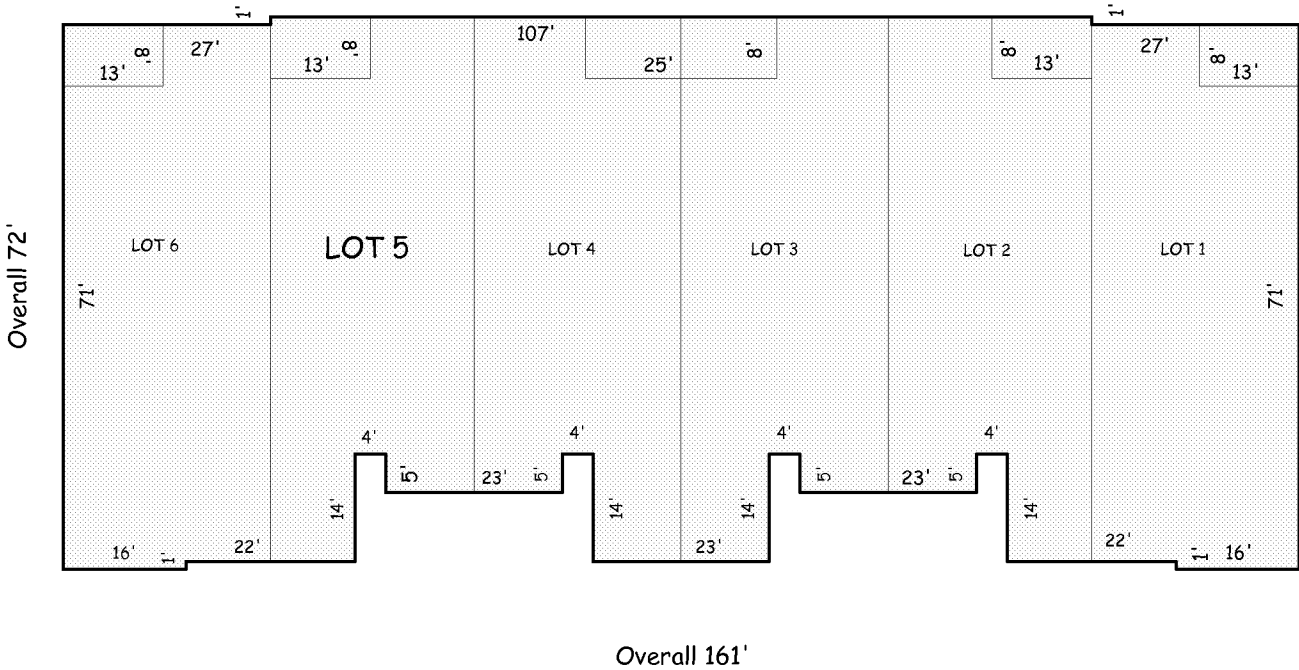 1' 1'
13' 8' 27' 13' 8' 107' 25' 8' 8' 13' 27' 8' 13'
LOT 6 LOT 5 LOT 4 LOT 3 LOT 2 LOT 1
Overall 72'
71' 71'
4' 4' 4' 4'
5' 23' 5' 5' 23' 5'
14' 14' 14' 14'
16' 1' 22' 23' 22' 1' 16'
Overall 161'